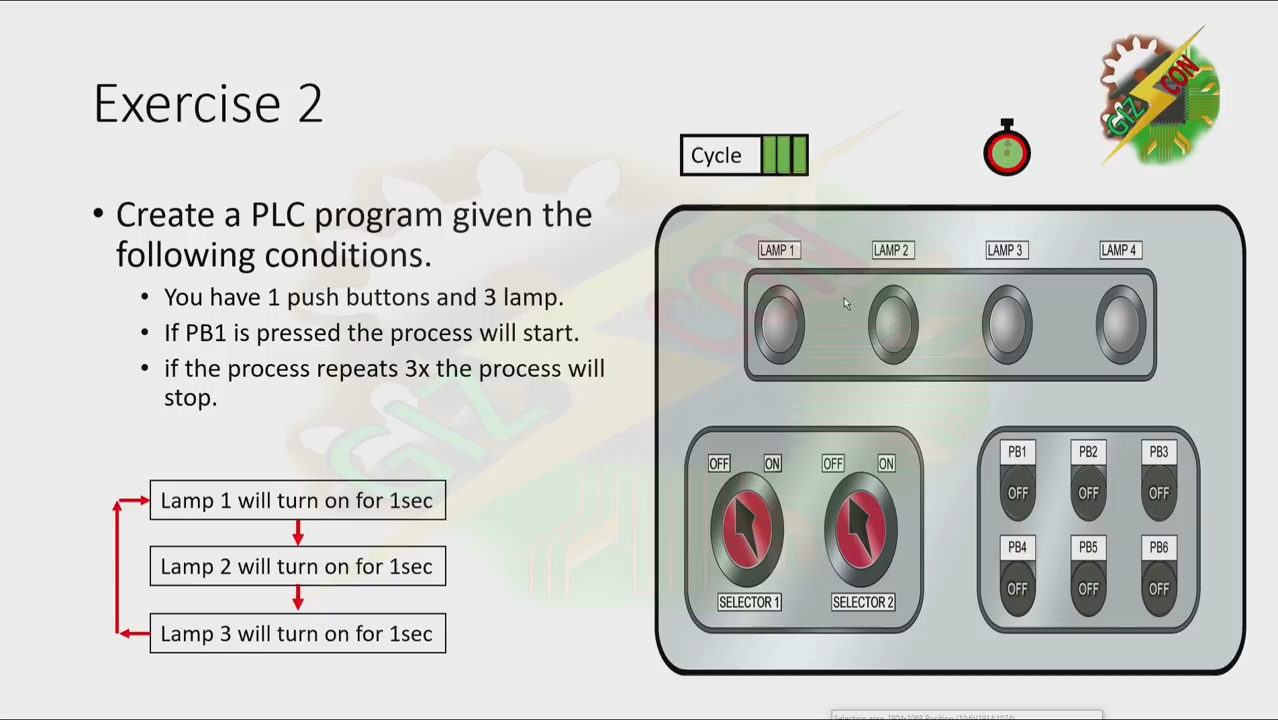 Exercise 2
GIZ CON
Cycle
• Create a PLC program given the
following conditions.
• You have 1 push buttons and 3 lamp.
• If PB1 is pressed the process will start.
• if the process repeats 3x the process will
stop.
Lamp 1 will turn on for 1sec
Lamp 2 will turn on for 1sec
Lamp 3 will turn on for 1sec
LAMP 1 LAMP 2 LAMP 3 LAMP 4
OFF ON OFF ON
SELECTOR 1 SELECTOR 2
PB1 PB2 PB3
OFF OFF OFF
PB4 PB5 PB6
OFF OFF OFF